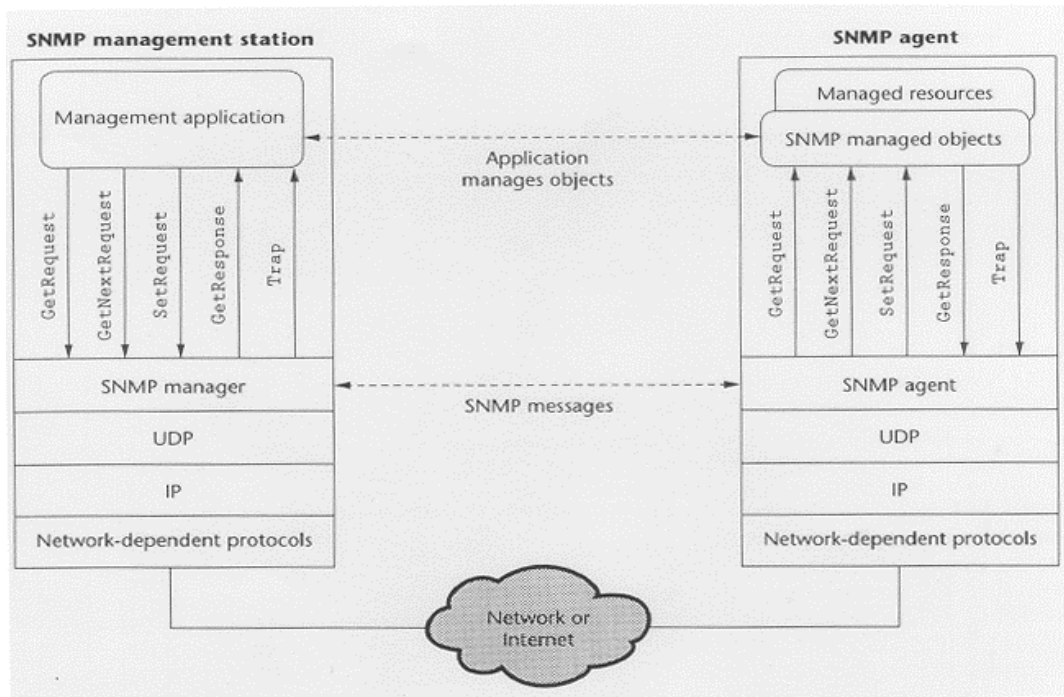 SNMP management station
SNMP agent
Management application
Managed resources
SNMP managed objects
Application
manages objects
GetRequest
GetNextRequest
SetRequest
GetResponse
Trap
GetRequest
GetNextRequest
SetRequest
GetResponse
Trap
SNMP manager
SNMP agent
SNMP messages
UDP
UDP
IP
IP
Network-dependent protocols
Network-dependent protocols
Network or
Internet